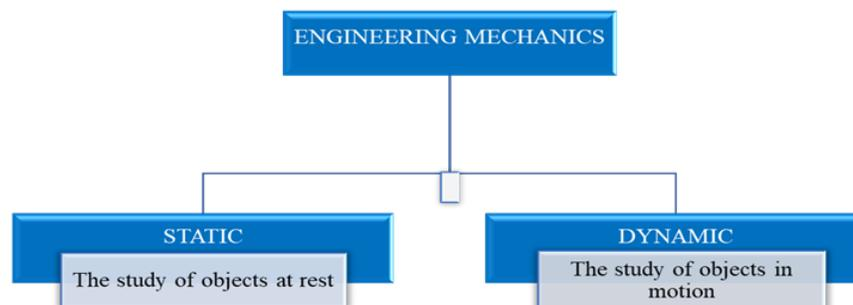 ENGINEERING MECHANICS
STATIC
The study of objects at rest
DYNAMIC
The study of objects in
motion